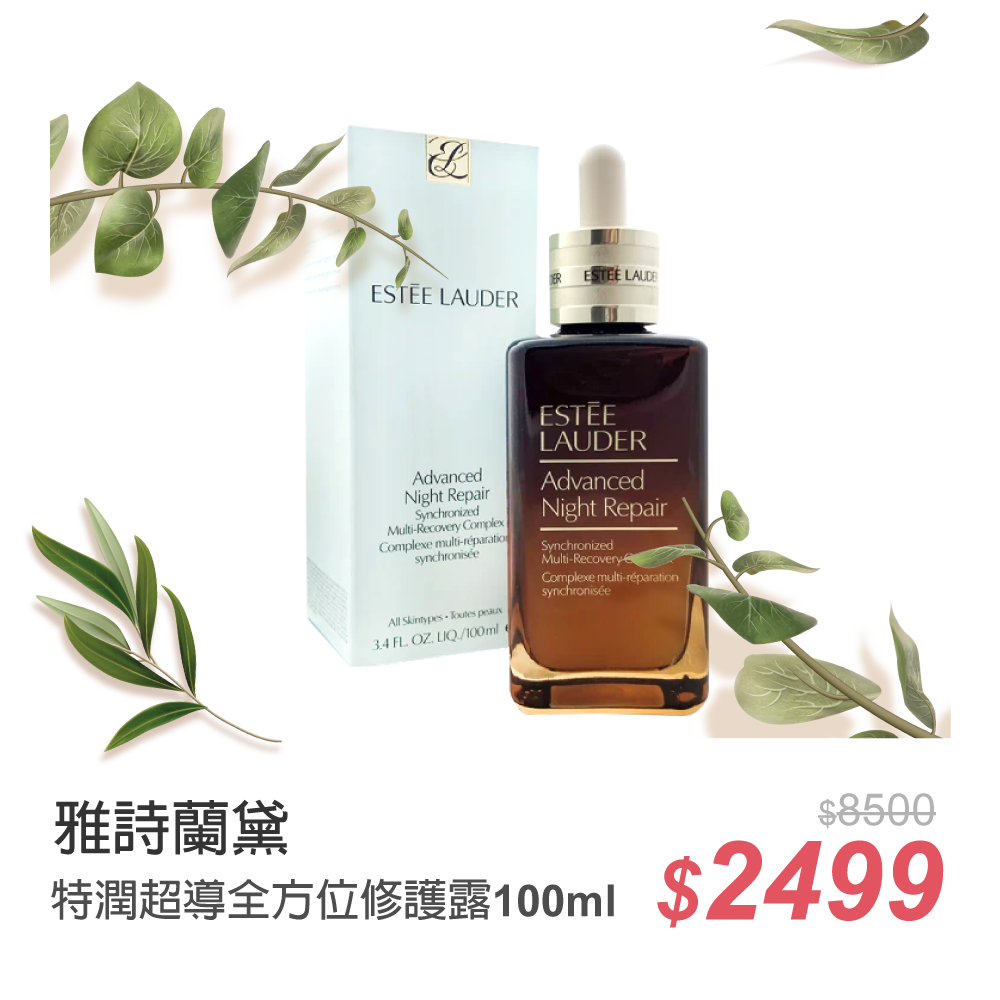 EL
ESTĒE LAUDER
Advanced
Night Repair
Synchronized
Multi-Recovery Complex
Complexe multi-réparation
synchronisée
All Skintypes • Toutes peaux
3.4 FL. OZ. LIQ./100 ml
ESTĒE LAUDER
ESTĒE
LAUDER
Advanced
Night Repair
Synchronized
Multi-Recovery
Complexe multi-réparation
synchronisée
雅詩蘭黛
$8500
特潤超導全方位修護露100ml
$2499